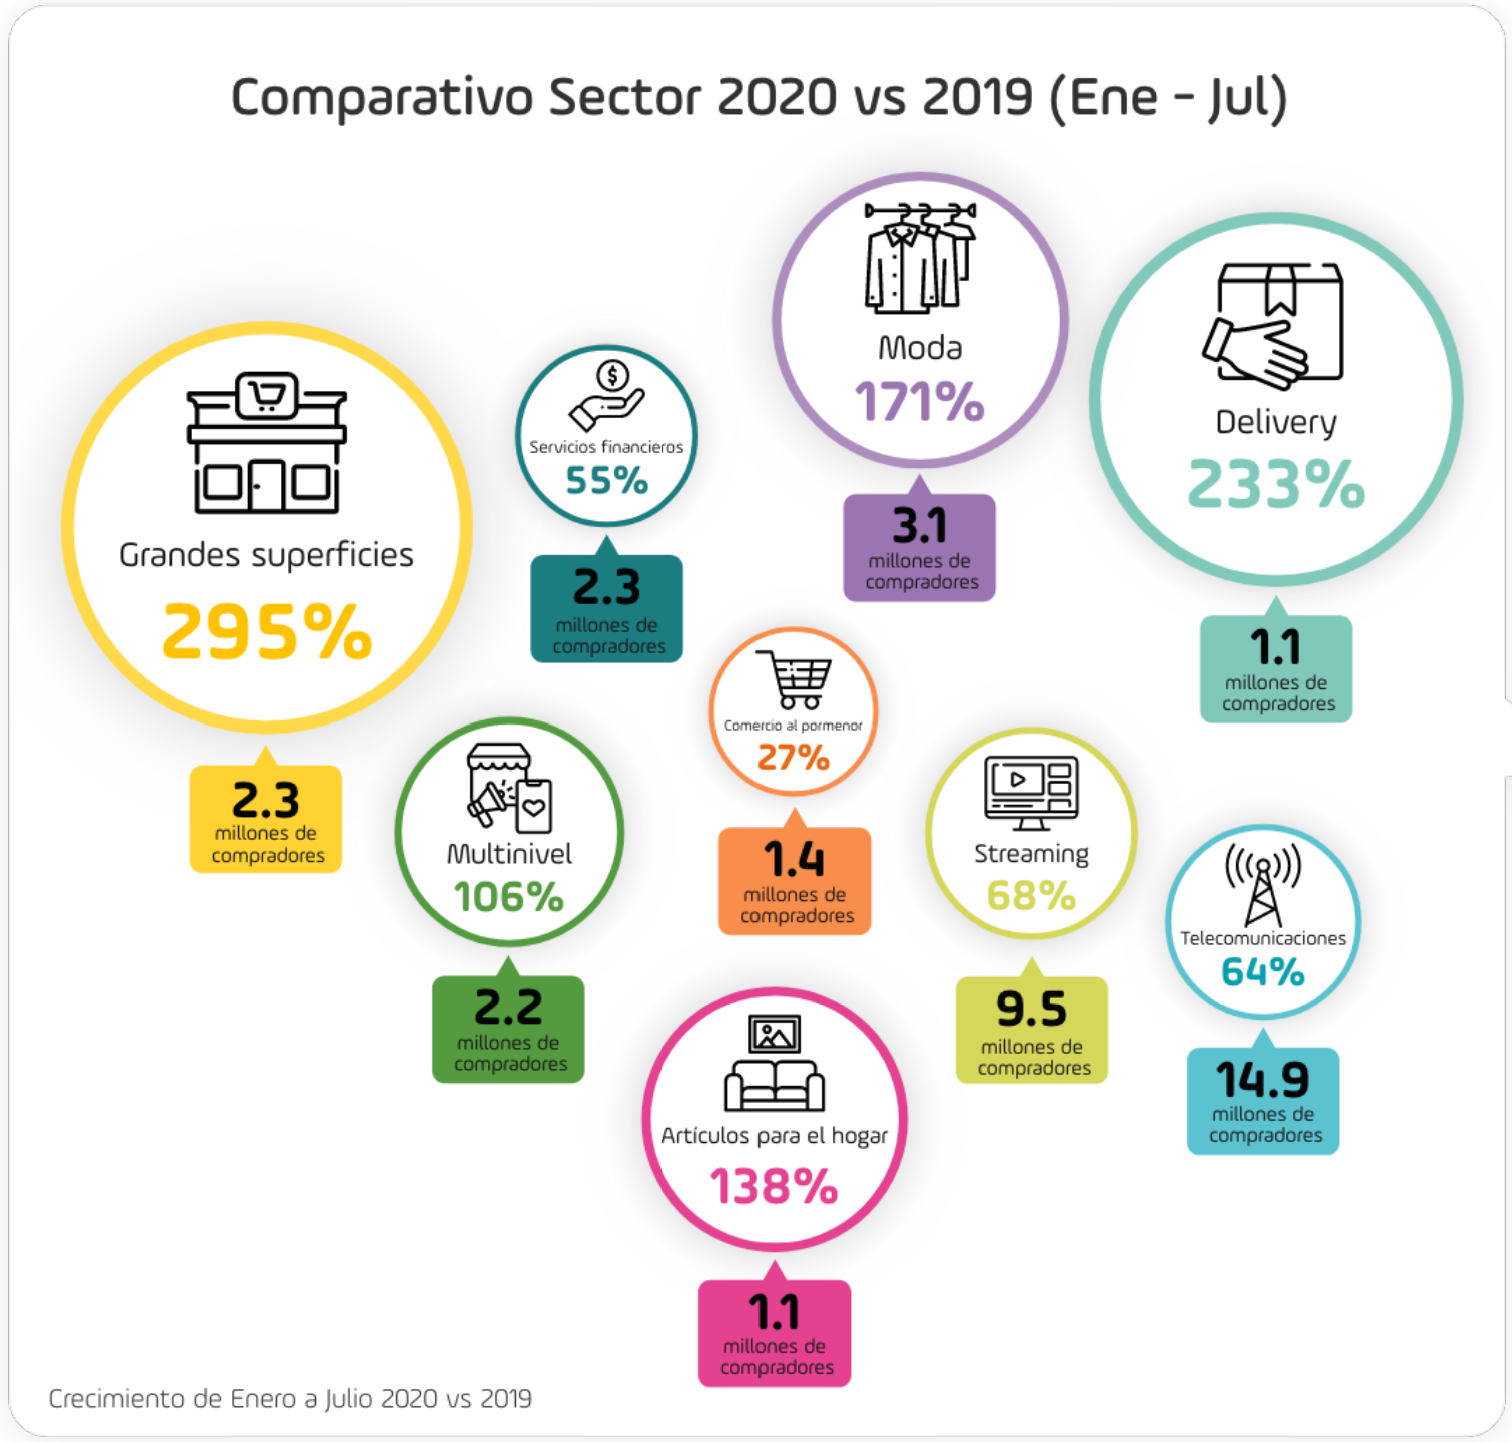 Comparativo Sector 2020 vs 2019 (Ene - Jul)
Grandes superficies
295%
2.3
millones de
compradores
Servicios financieros
55%
2.3
millones de
compradores
Moda
171%
3.1
millones de
compradores
Delivery
233%
1.1
millones de
compradores
Multinivel
106%
2.2
millones de
compradores
Comercio al pormenor
27%
1.4
millones de
compradores
Streaming
68%
9.5
millones de
compradores
Telecomunicaciones
64%
14.9
millones de
compradores
Artículos para el hogar
138%
1.1
millones de
compradores
Crecimiento de Enero a Julio 2020 vs 2019